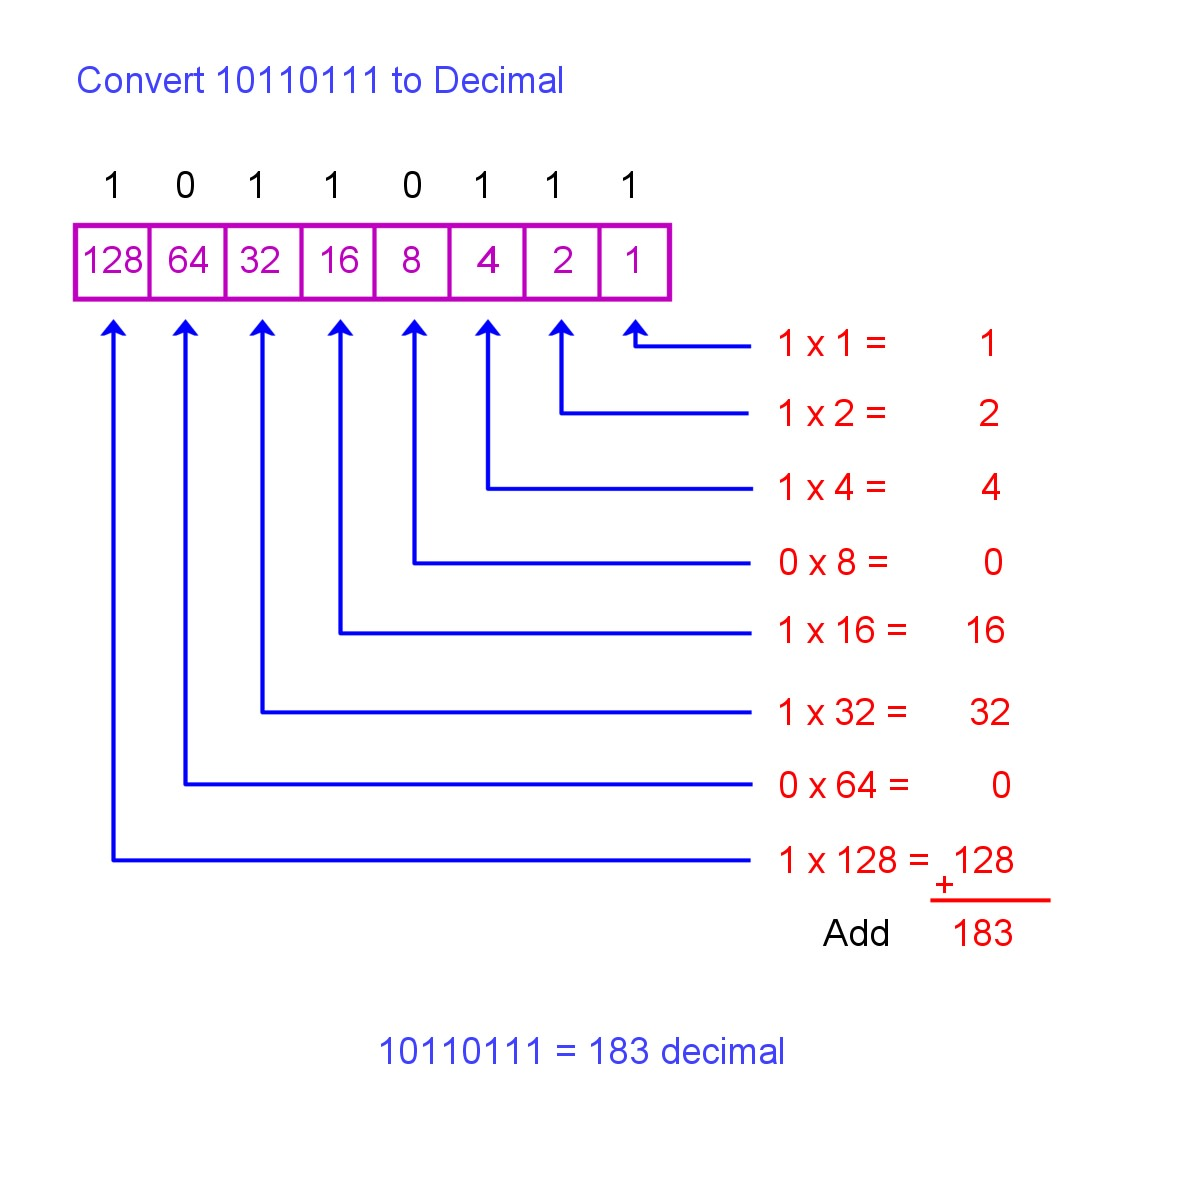 Convert 10110111 to Decimal
1 0 1 1 0 1 1 1
128 64 32 16 8 4 2 1
1 x 1 = 1
1 x 2 = 2
1 x 4 = 4
0 x 8 = 0
1 x 16 = 16
1 x 32 = 32
0 x 64 = 0
1 x 128 = 128
+
Add 183
10110111 = 183 decimal